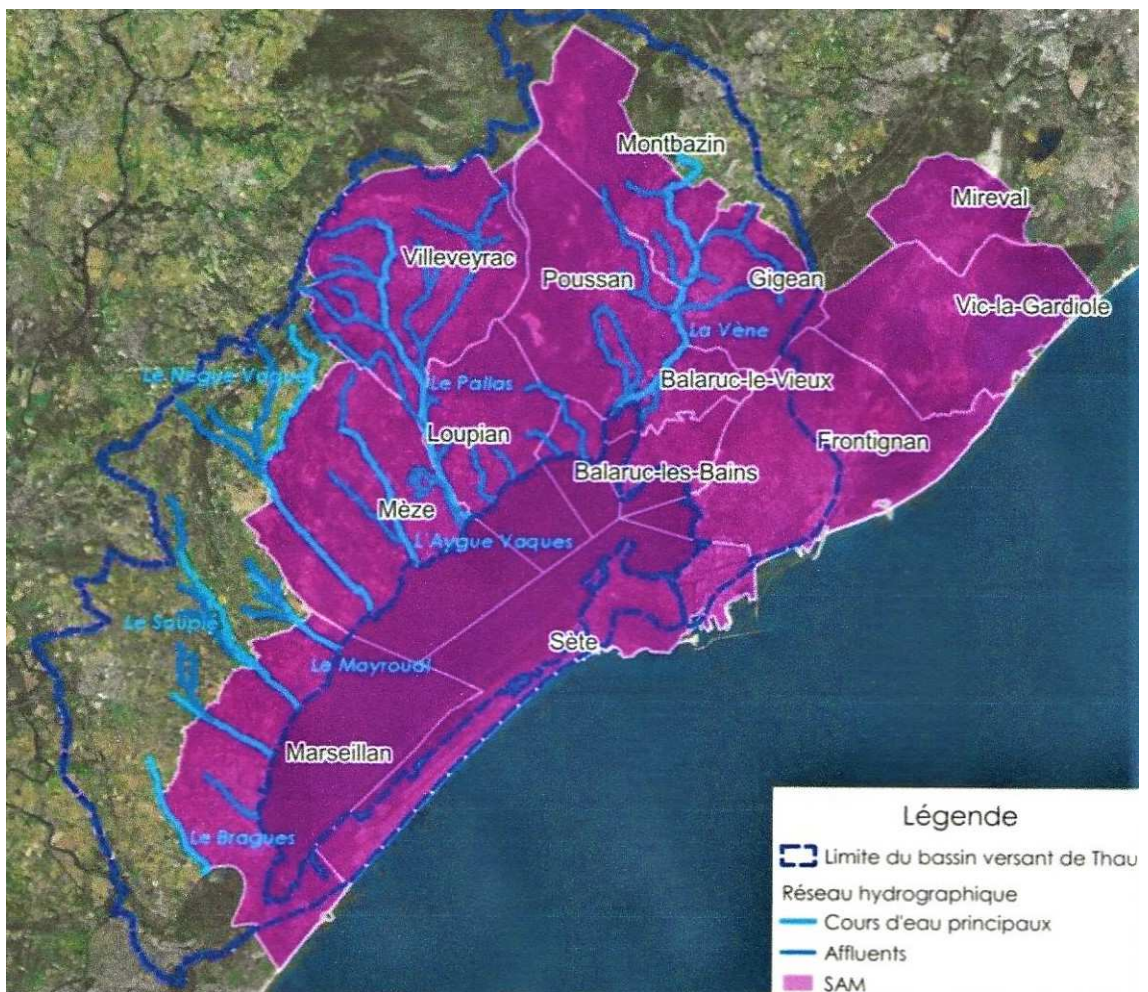 Montbazin
Mireval
Villeveyrac
Poussan
Gigean
Vic-la-Gardiole
La Vène
Le Nègue Vaques
Le Pallas
Balaruc-le-Vieux
Loupian
Frontignan
Balaruc-les-Bains
Mèze
L'Aygue Vaques
Le Soupié
Sète
Le Mayroual
Marseillan
Le Bragues
Légende
Limite du bassin versant de Thau
Réseau hydrographique
Cours d'eau principaux
Affluents
SAM